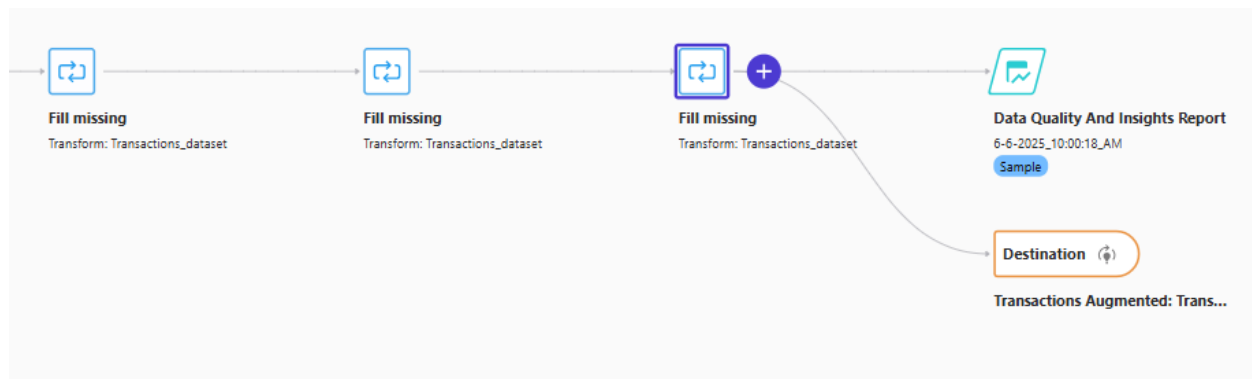 Fill missing
Transform: Transactions_dataset
Fill missing
Transform: Transactions_dataset
Fill missing
Transform: Transactions_dataset
Data Quality And Insights Report
6-6-2025_10:00:18_AM
Sample
Destination
Transactions Augmented: Trans...